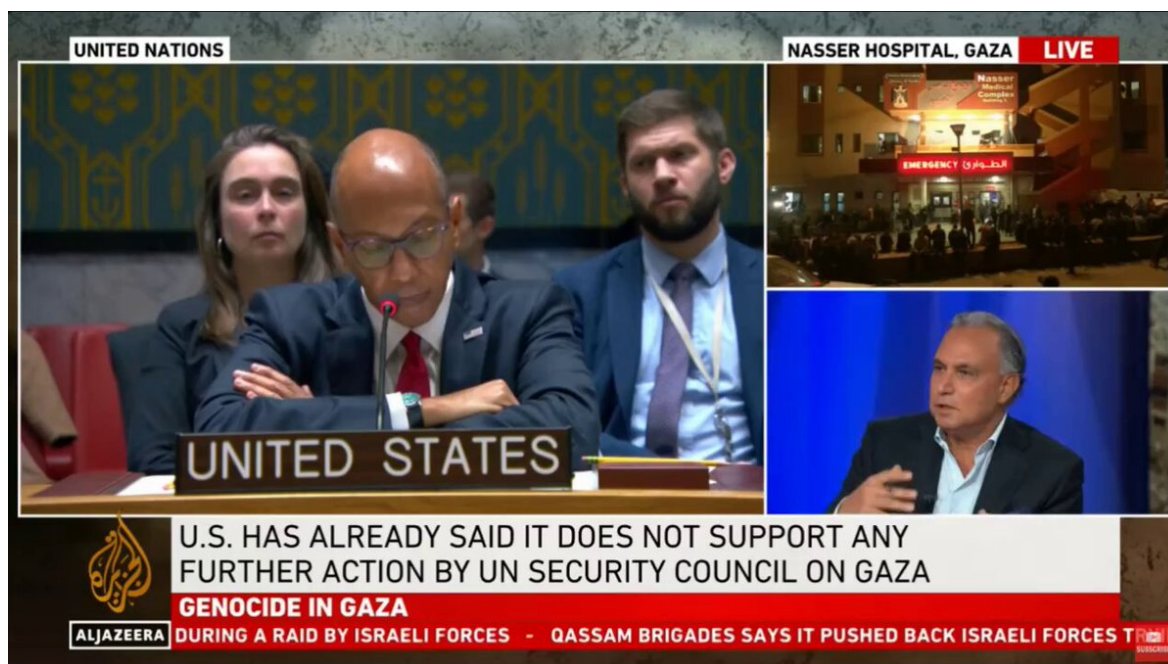 UNITED NATIONS
NASSER HOSPITAL, GAZA LIVE
Nasser
Medical
Complex
EMERGENCY الطوارئ
UNITED STATES
U.S. HAS ALREADY SAID IT DOES NOT SUPPORT ANY
FURTHER ACTION BY UN SECURITY COUNCIL ON GAZA
GENOCIDE IN GAZA
ALJAZEERA DURING A RAID BY ISRAELI FORCES - QASSAM BRIGADES SAYS IT PUSHED BACK ISRAELI FORCES
SUBSCRIBE